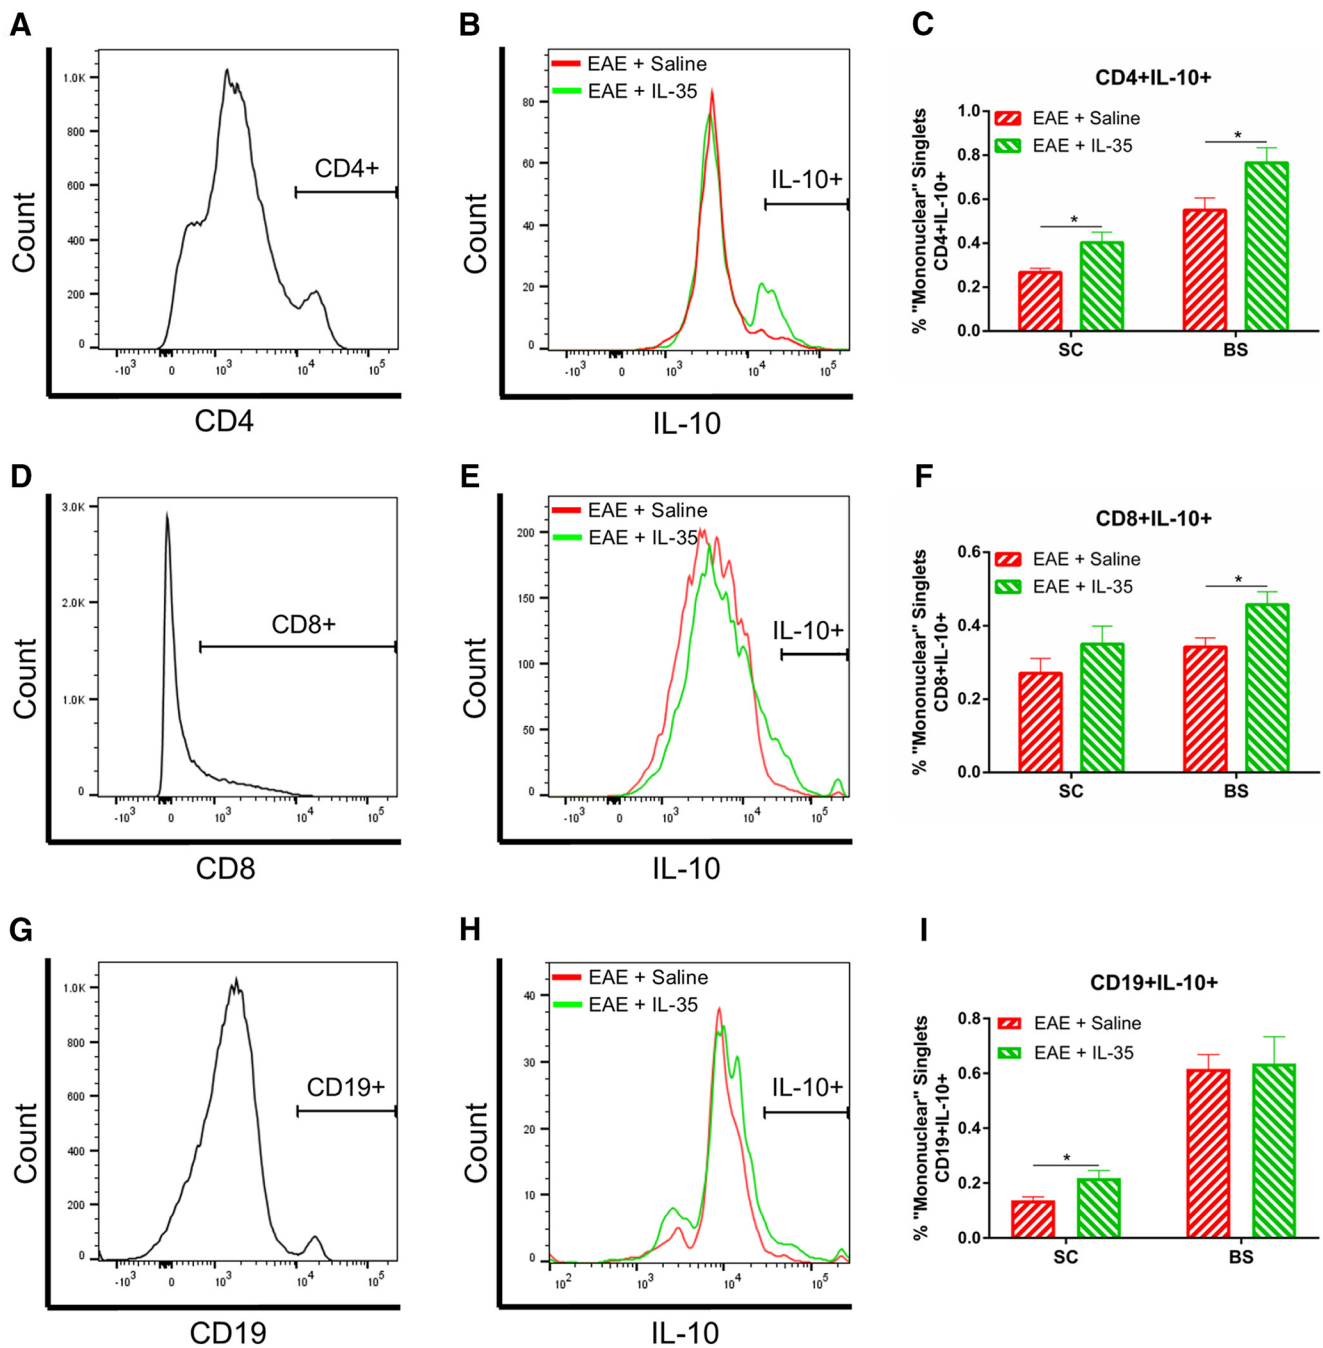 A
1.0K
800
600
400
200
0
CD4+
Count
-10³ 0 10³ 10⁴ 10⁵
CD4
B
EAE + Saline
EAE + IL-35
80
60
40
20
0
IL-10+
Count
-10³ 0 10³ 10⁴ 10⁵
IL-10
C
CD4+IL-10+
EAE + Saline
EAE + IL-35
% "Mononuclear" Singlets
CD4+IL-10+
1.0
0.8
0.6
0.4
0.2
0.0
*
*
SC BS
D
3.0K
2.0K
1.0K
0
CD8+
Count
-10³ 0 10³ 10⁴ 10⁵
CD8
E
EAE + Saline
EAE + IL-35
200
150
100
50
0
IL-10+
Count
-10³ 0 10³ 10⁴ 10⁵
IL-10
F
CD8+IL-10+
EAE + Saline
EAE + IL-35
% "Mononuclear" Singlets
CD8+IL-10+
0.6
0.4
0.2
0.0
*
SC BS
G
1.0K
800
600
400
200
0
CD19+
Count
-10³ 0 10³ 10⁴ 10⁵
CD19
H
EAE + Saline
EAE + IL-35
40
30
20
10
0
IL-10+
Count
10² 10³ 10⁴ 10⁵
IL-10
I
CD19+IL-10+
EAE + Saline
EAE + IL-35
% "Mononuclear" Singlets
CD19+IL-10+
0.8
0.6
0.4
0.2
0.0
*
SC BS